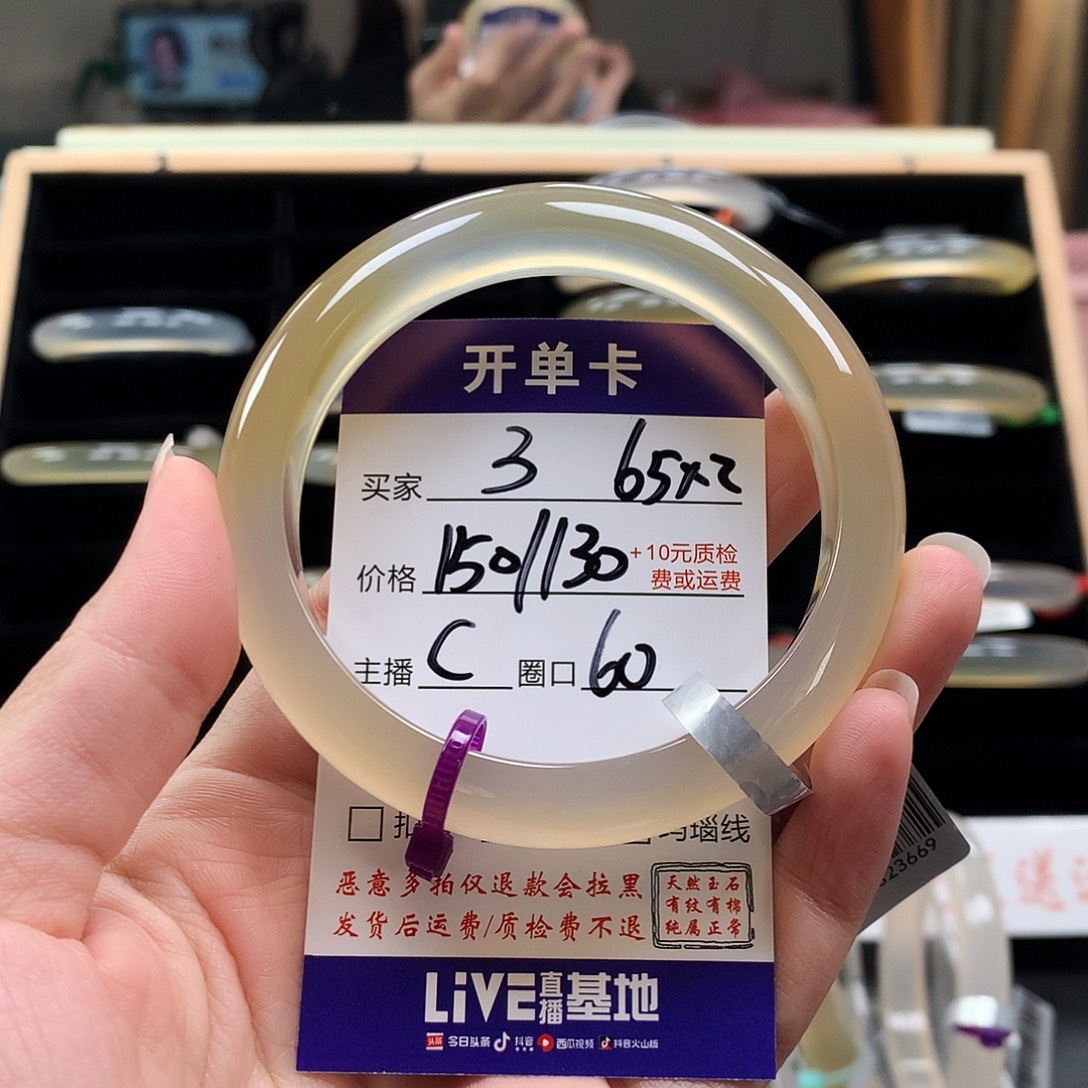 开单卡
买家 3 65x2
价格 150/130 +10元质检
费或运费
主播 C 圈口 60
恶意多拍仅退款会拉黑
发货后运费/质检费不退
天然玉石
有纹有棉
纯属正常
LiVE直播基地
头条 今日头条 抖音 西瓜视频 抖音火山版
23669
送